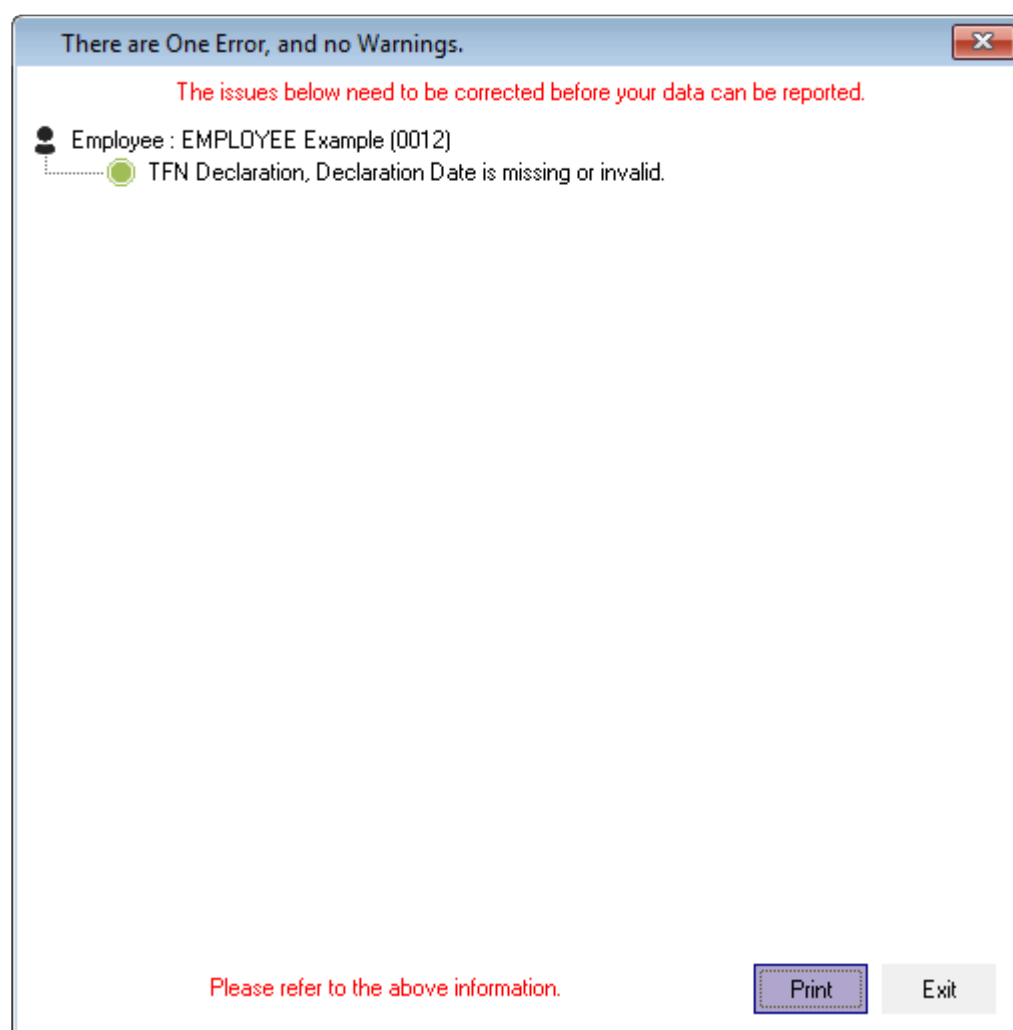 There are One Error, and no Warnings.
The issues below need to be corrected before your data can be reported.
Employee : EMPLOYEE Example (0012)
TFN Declaration, Declaration Date is missing or invalid.
Please refer to the above information.
Print
Exit